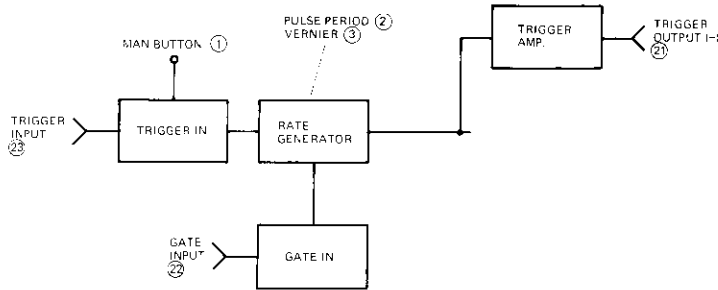 PULSE PERIOD ②
VERNIER ③
MAN BUTTON ①
TRIGGER
AMP.
TRIGGER
OUTPUT
㉑
TRIGGER
INPUT
㉓
TRIGGER IN
RATE
GENERATOR
GATE
INPUT
㉒
GATE IN